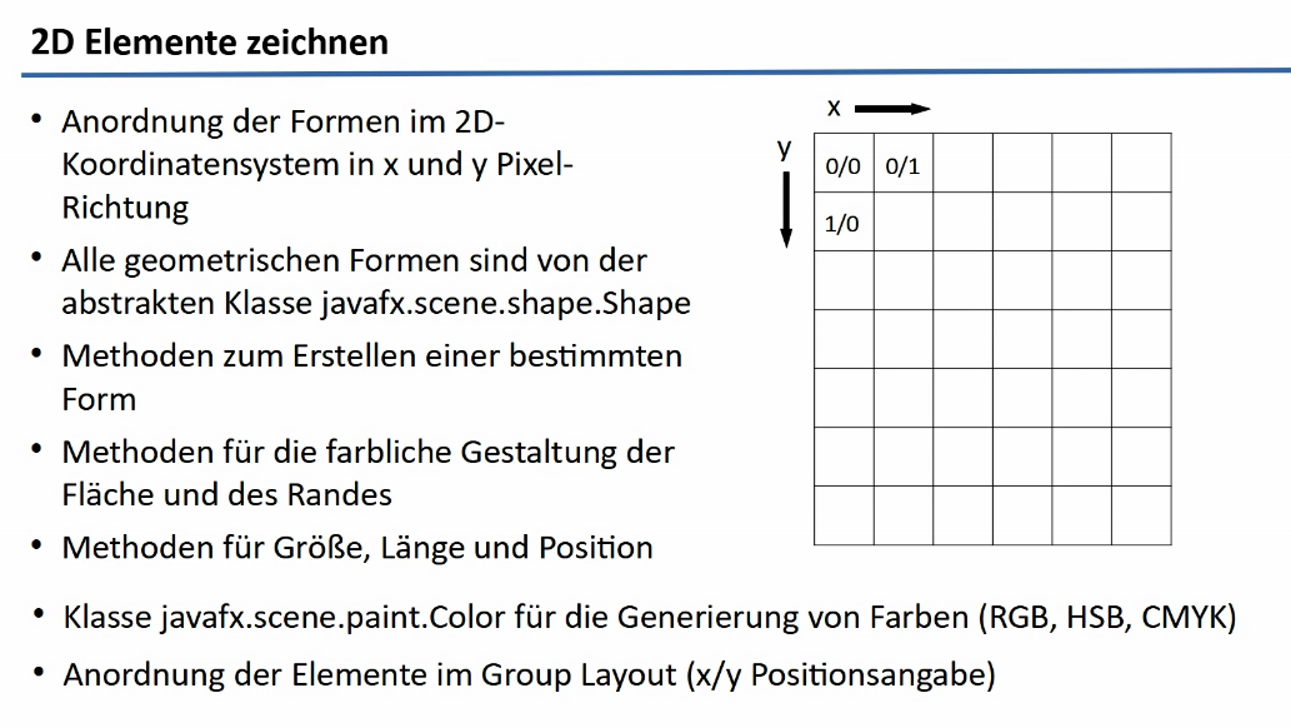 2D Elemente zeichnen
• Anordnung der Formen im 2D-
Koordinatensystem in x und y Pixel-
Richtung
• Alle geometrischen Formen sind von der
abstrakten Klasse javafx.scene.shape.Shape
• Methoden zum Erstellen einer bestimmten
Form
• Methoden für die farbliche Gestaltung der
Fläche und des Randes
• Methoden für Größe, Länge und Position
• Klasse javafx.scene.paint.Color für die Generierung von Farben (RGB, HSB, CMYK)
• Anordnung der Elemente im Group Layout (x/y Positionsangabe)
x
y
0/0 0/1
1/0